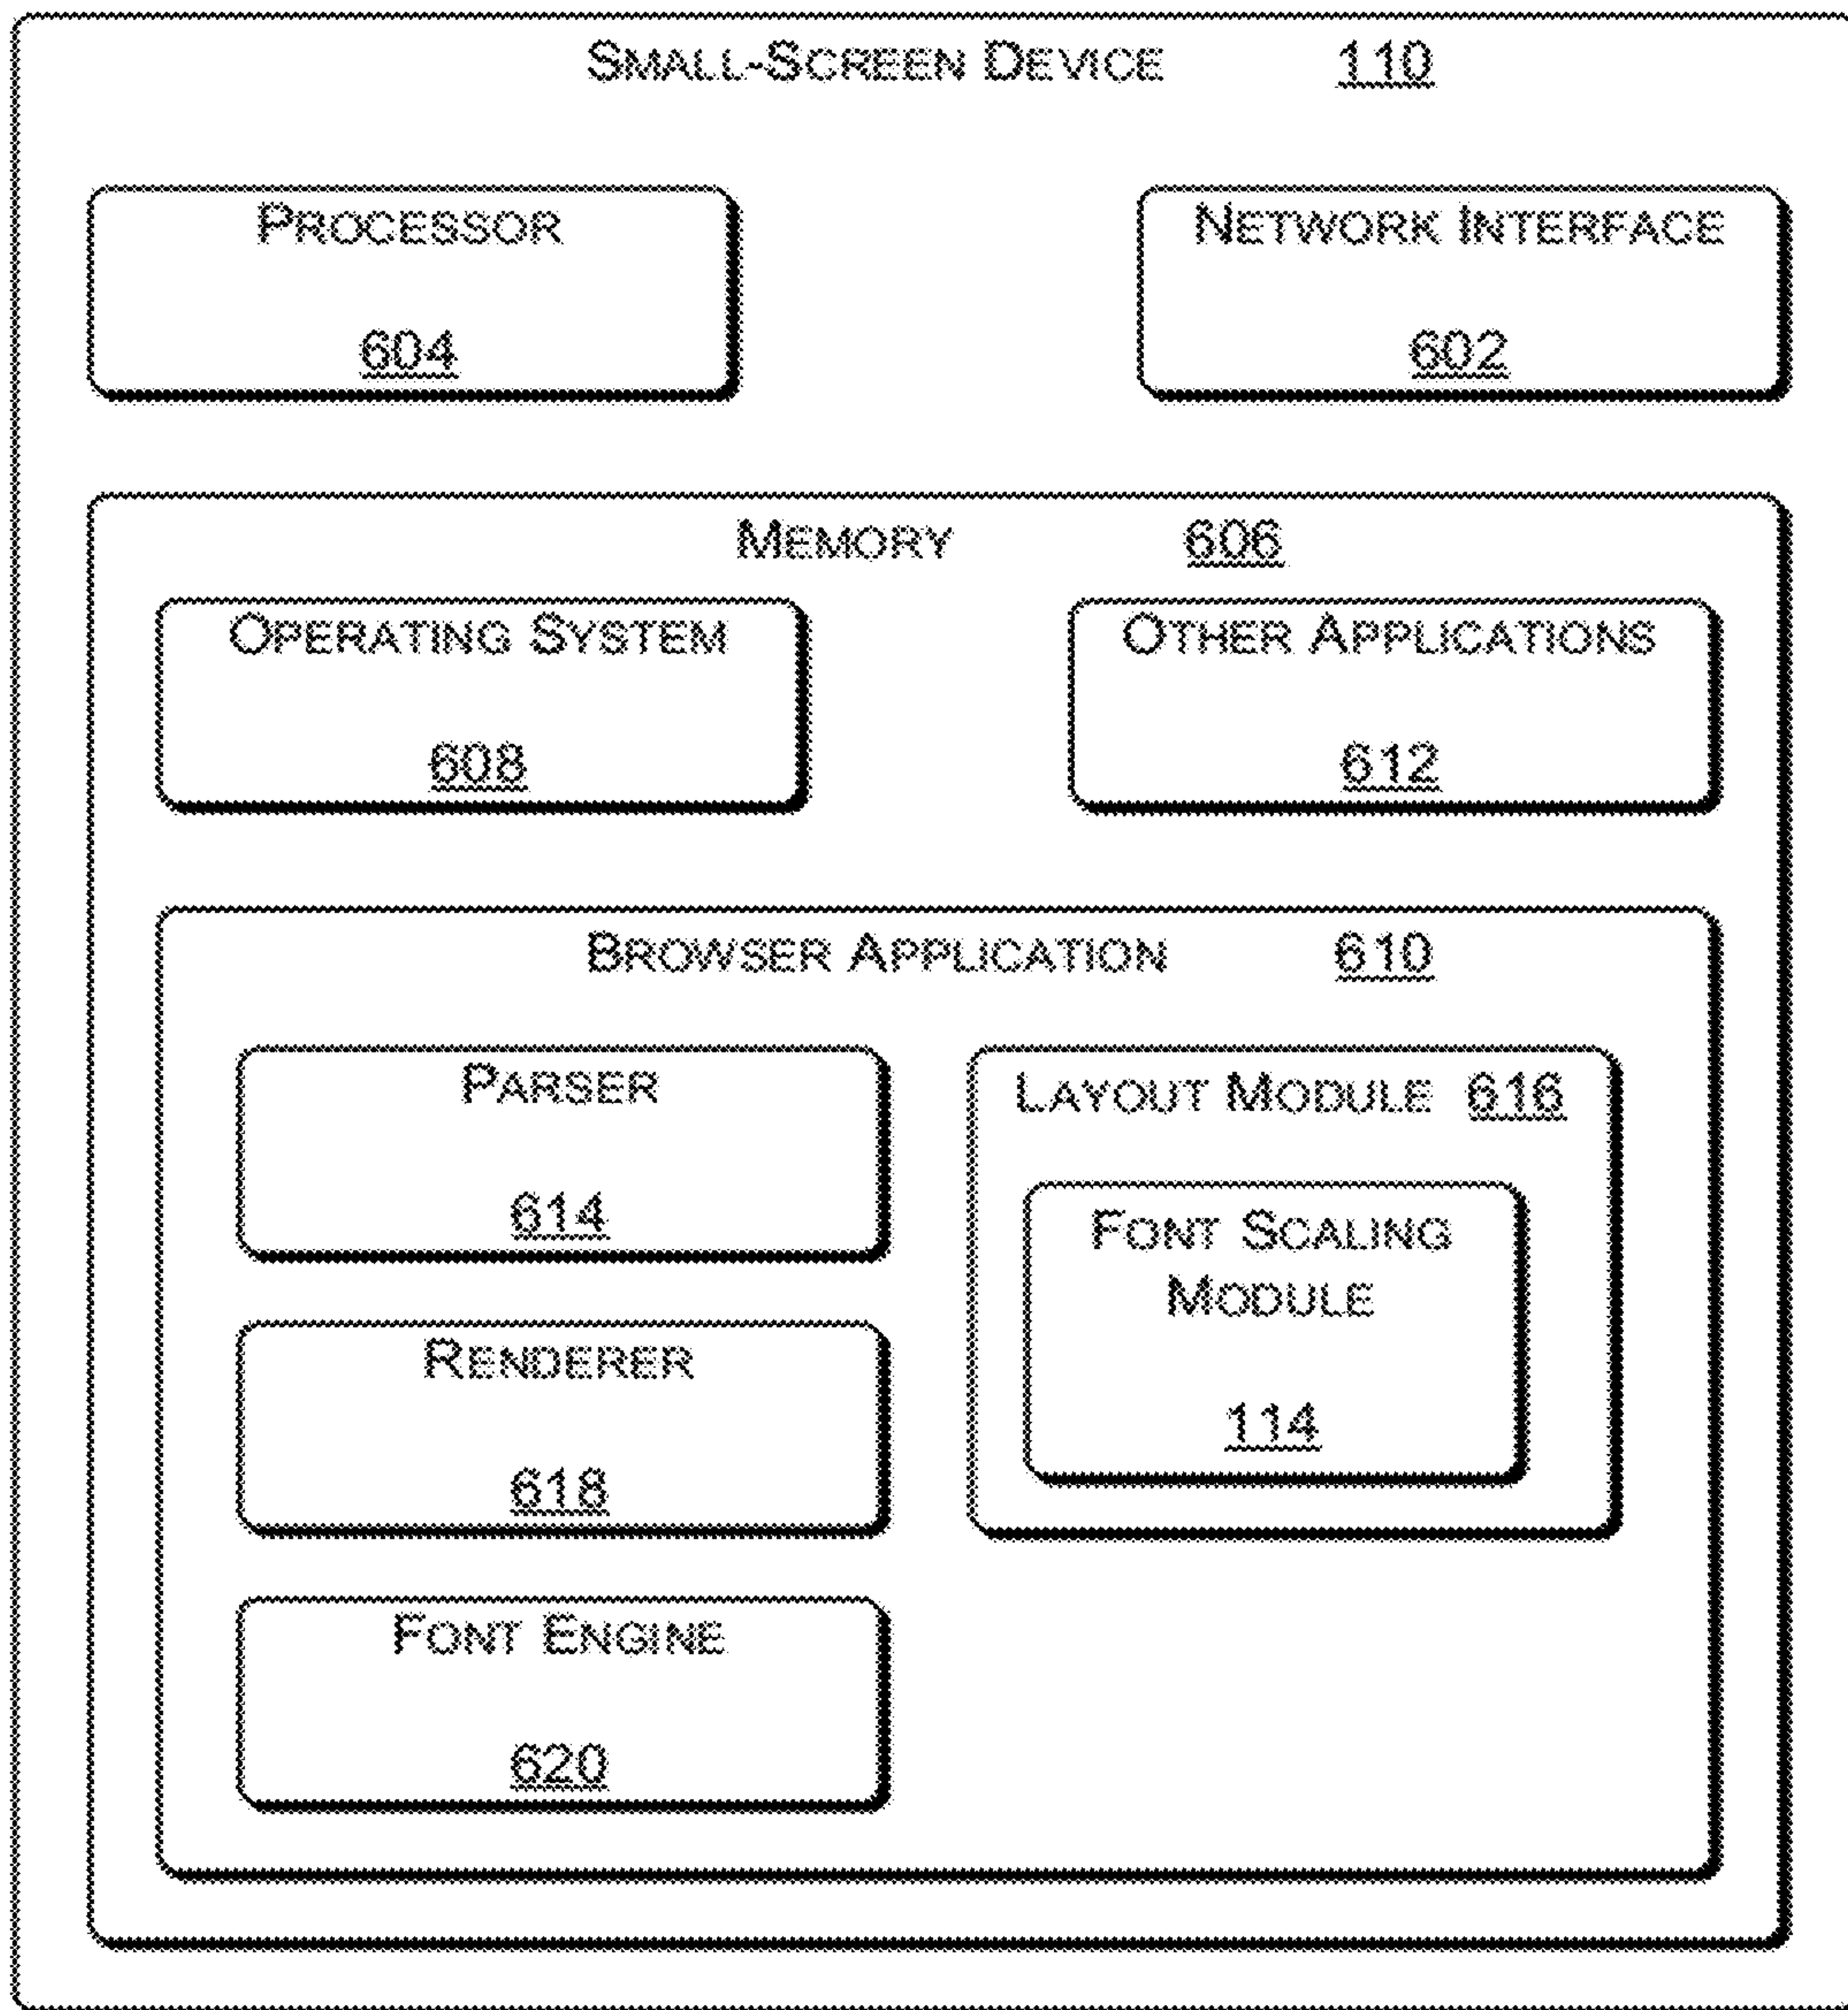 SMALL-SCREEN DEVICE 110
PROCESSOR
604
NETWORK INTERFACE
602
MEMORY 606
OPERATING SYSTEM
608
OTHER APPLICATIONS
612
BROWSER APPLICATION 610
PARSER
614
LAYOUT MODULE 616
FONT SCALING
MODULE
114
RENDERER
618
FONT ENGINE
620